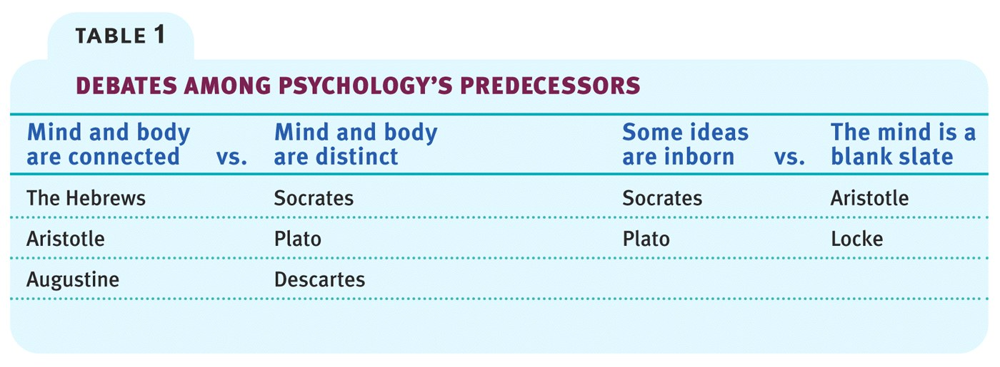 TABLE 1
DEBATES AMONG PSYCHOLOGY’S PREDECESSORS
Mind and body Mind and body Some ideas The mind is a
are connected vs. are distinct are inborn vs. blank slate
The Hebrews Socrates Socrates Aristotle
Aristotle Plato Plato Locke
Augustine Descartes